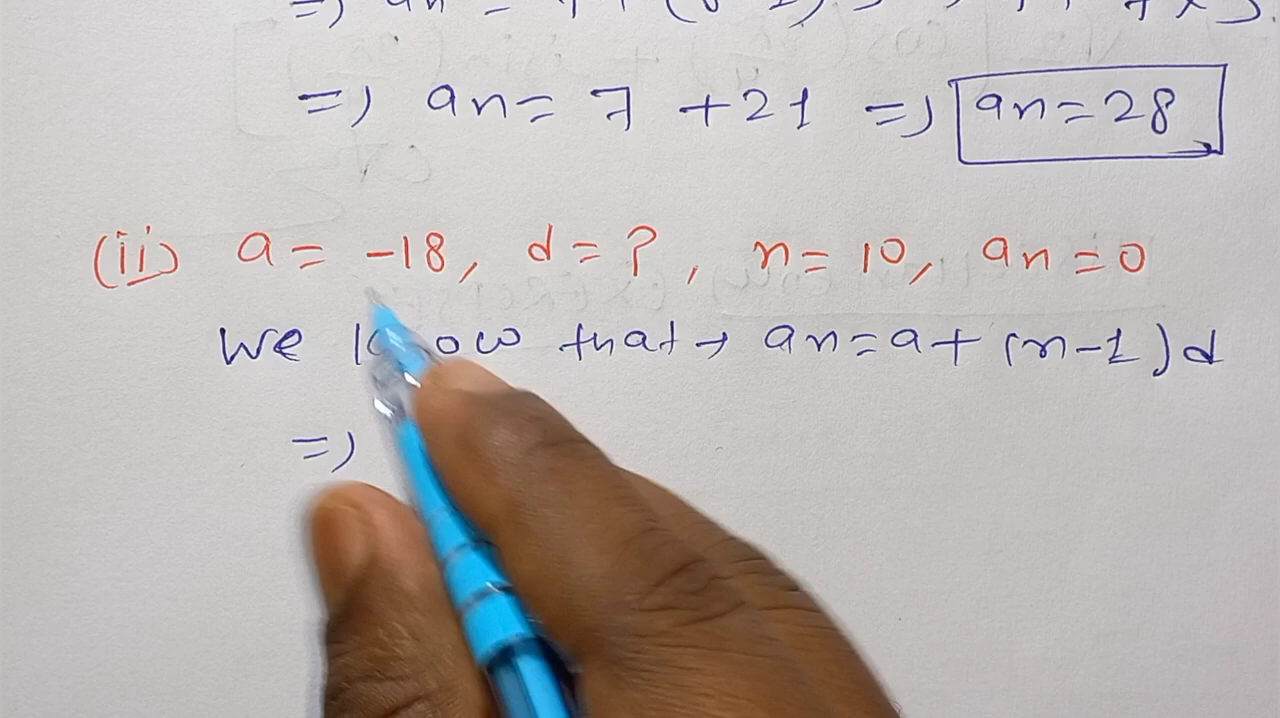 =) an = 7 + 21 =) an = 28
(ii) a = -18, d = ?, n = 10, an = 0
We know that → an = a + (n-1)d
=)